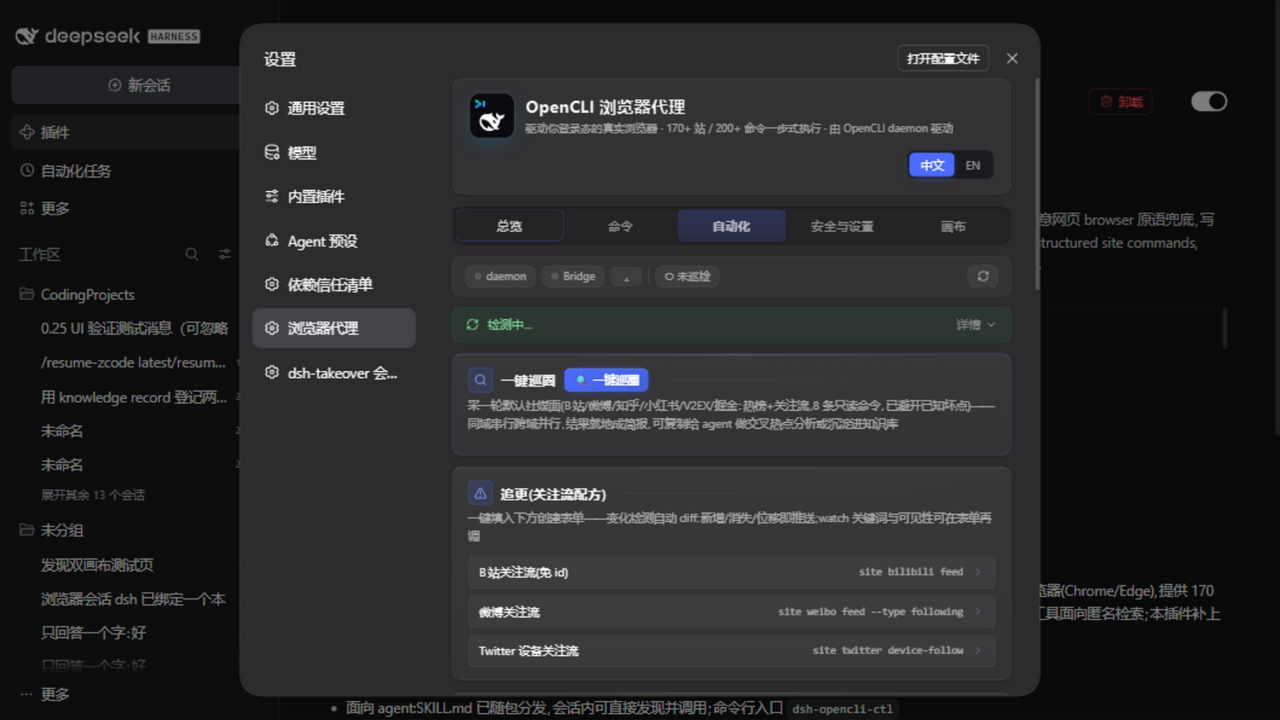 deepseek HARNESS
新会话
插件
自动化任务
更多
工作区
CodingProjects
0.25 UI 验证测试消息（可忽略
/resume-zcode latest/resum...
用 knowledge record 登记两...
未命名
未命名
展开其余 13 个会话
未分组
发现双画布测试页
浏览器会话 dsh 已绑定一个本
只回答一个字:好
只回答一个字:好
更多
设置
打开配置文件
通用设置
模型
内置插件
Agent 预设
依赖信任清单
浏览器代理
dsh-takeover 会...
OpenCLI 浏览器代理
驱动你登录态的真实浏览器 · 170+ 站 / 200+ 命令一步式执行 · 由 OpenCLI daemon 驱动
中文 EN
总览 命令 自动化 安全与设置 画布
daemon Bridge 未巡检
检测中... 详情
一键巡阅 一键巡阅
采一轮默认社媒面(B站/微博/知乎/小红书/V2EX/掘金: 热榜+关注流, 8 条只读命令, 已避开已知坏点)——
同域串行跨域并行, 结果就地成简报, 可复制给 agent 做交叉热点分析或沉淀进知识库
追更(关注流配方)
一键填入下方创建表单——变化检测自动 diff: 新增/消失/位移即推送;watch 关键词与可见性可在表单再
调
B站关注流(免 id) site bilibili feed
微博关注流 site weibo feed --type following
Twitter 设备关注流 site twitter device-follow
卸载
意网页 browser 原语兜底, 写
structured site commands,
览器(Chrome/Edge), 提供 170
工具面向匿名检索; 本插件补上
面向 agent:SKILL.md 已随包分发, 会话内可直接发现并调用; 命令行入口 dsh-opencli-ctl